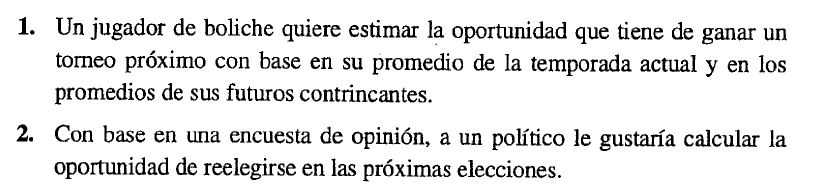 1. Un jugador de boliche quiere estimar la oportunidad que tiene de ganar un
torneo próximo con base en su promedio de la temporada actual y en los
promedios de sus futuros contrincantes.
2. Con base en una encuesta de opinión, a un político le gustaría calcular la
oportunidad de reelegirse en las próximas elecciones.